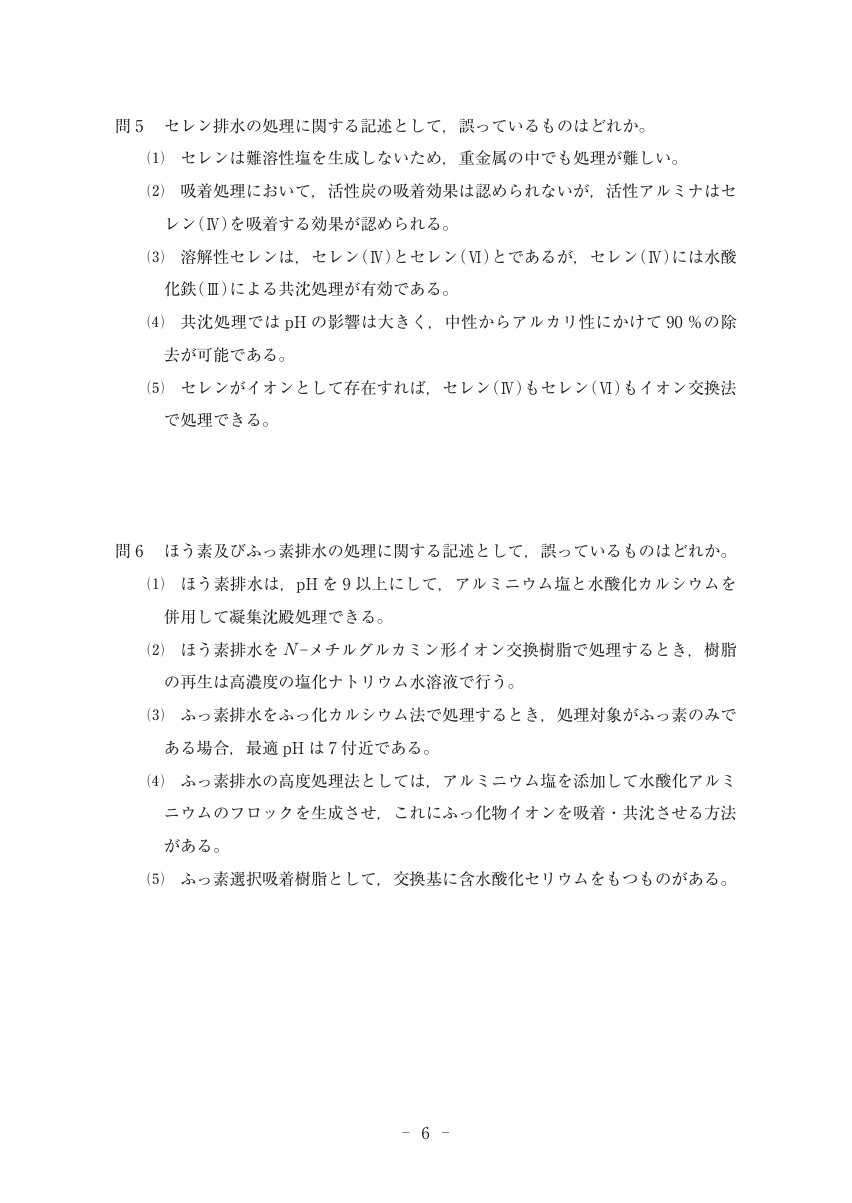 問5　セレン排水の処理に関する記述として，誤っているものはどれか。
⑴　セレンは難溶性塩を生成しないため，重金属の中でも処理が難しい。
⑵　吸着処理において，活性炭の吸着効果は認められないが，活性アルミナはセ
レン(Ⅳ)を吸着する効果が認められる。
⑶　溶解性セレンは，セレン(Ⅳ)とセレン(Ⅵ)とであるが，セレン(Ⅳ)には水酸
化鉄(Ⅲ)による共沈処理が有効である。
⑷　共沈処理では pH の影響は大きく，中性からアルカリ性にかけて 90 %の除
去が可能である。
⑸　セレンがイオンとして存在すれば，セレン(Ⅳ)もセレン(Ⅵ)もイオン交換法
で処理できる。
問6　ほう素及びふっ素排水の処理に関する記述として，誤っているものはどれか。
⑴　ほう素排水は，pH を 9 以上にして，アルミニウム塩と水酸化カルシウムを
併用して凝集沈殿処理できる。
⑵　ほう素排水を N-メチルグルカミン形イオン交換樹脂で処理するとき，樹脂
の再生は高濃度の塩化ナトリウム水溶液で行う。
⑶　ふっ素排水をふっ化カルシウム法で処理するとき，処理対象がふっ素のみで
ある場合，最適 pH は 7 付近である。
⑷　ふっ素排水の高度処理法としては，アルミニウム塩を添加して水酸化アルミ
ニウムのフロックを生成させ，これにふっ化物イオンを吸着・共沈させる方法
がある。
⑸　ふっ素選択吸着樹脂として，交換基に含水酸化セリウムをもつものがある。
- 6 -